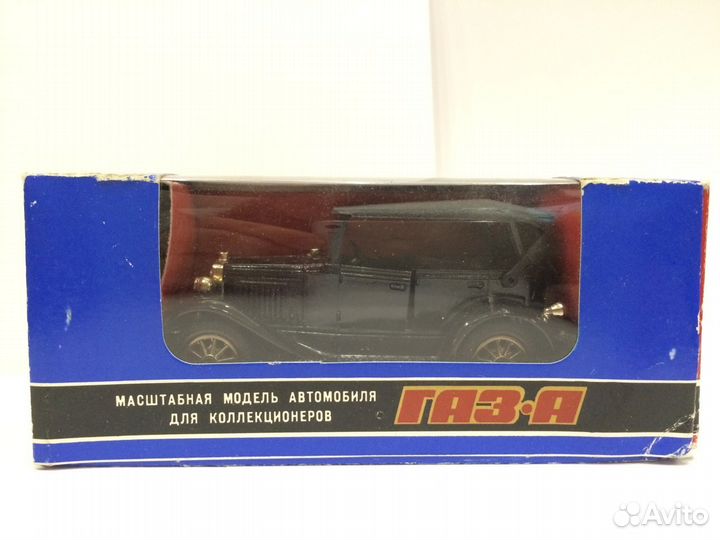 МАСШТАБНАЯ МОДЕЛЬ АВТОМОБИЛЯ
ДЛЯ КОЛЛЕКЦИОНЕРОВ
ГАЗ·А
Avito